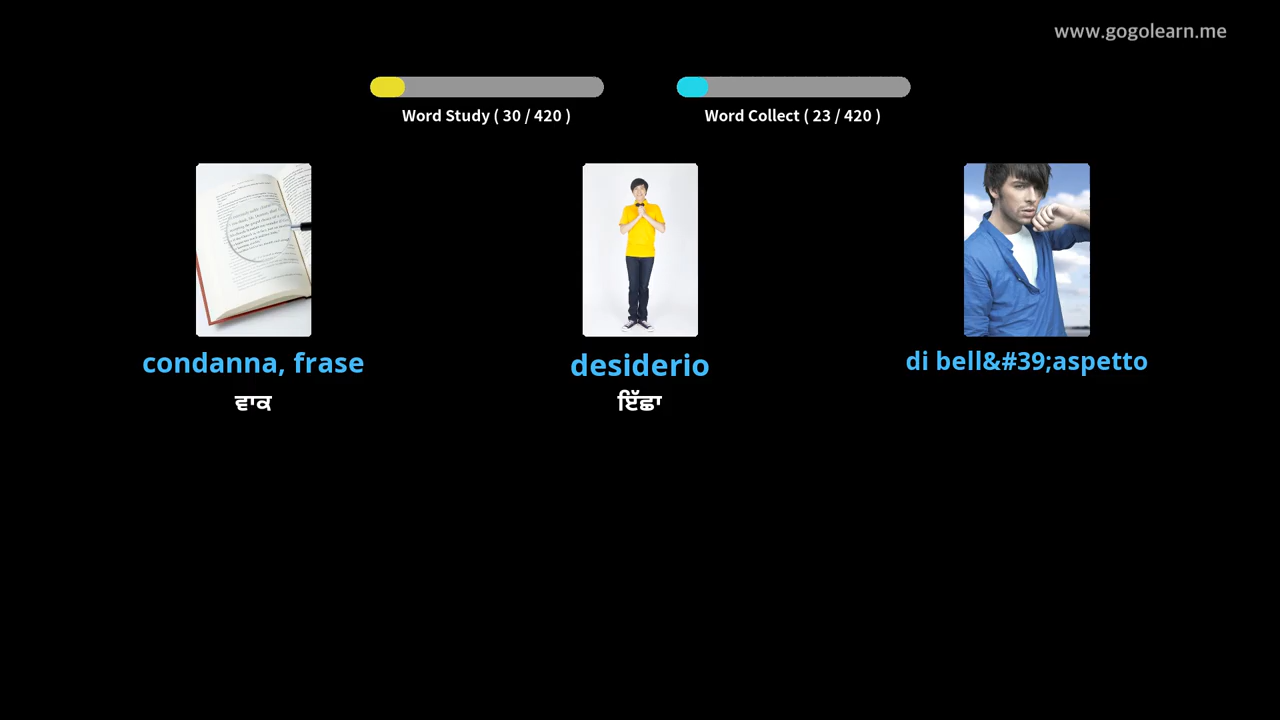 www.gogolearn.me
Word Study ( 30 / 420 )
Word Collect ( 23 / 420 )
condanna, frase
desiderio
di bell&#39;aspetto
ਵਾਕ
ਇੱਛਾ